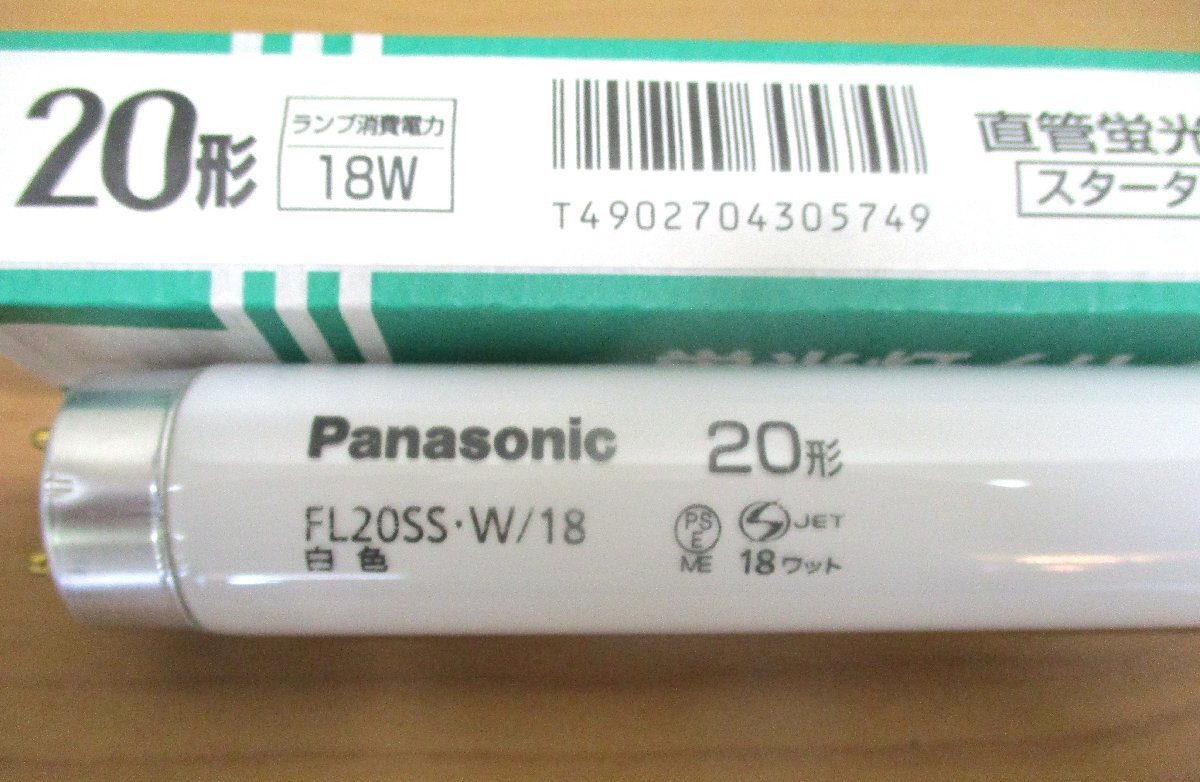 20形
ランプ消費電力
18W
T4902704305749
直管蛍光
スタータ
Panasonic
20形
FL20SS・W/18
白色
PS
E
ME
JET
18ワット